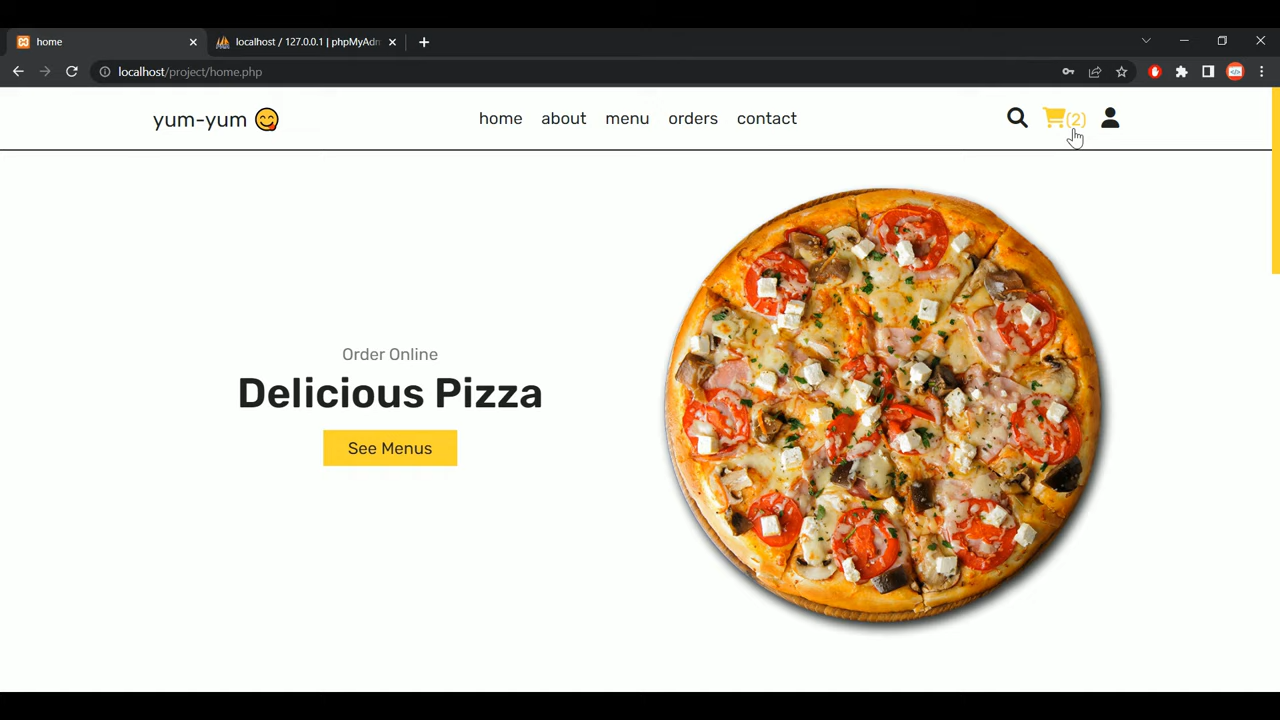 home
localhost / 127.0.0.1 | phpMyAdm
localhost/project/home.php
yum-yum 😋
home about menu orders contact
(2)
Order Online
Delicious Pizza
See Menus